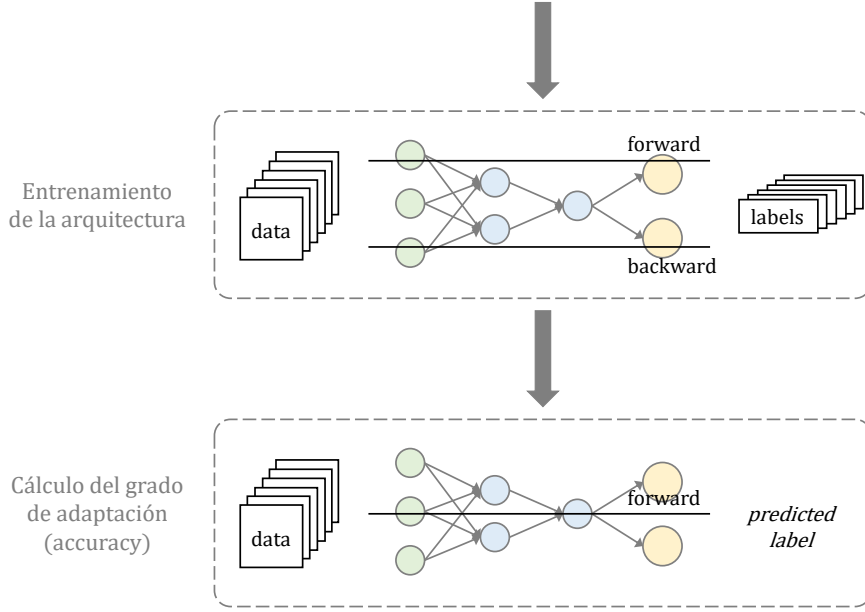 forward
Entrenamiento
de la arquitectura
data
labels
backward
Cálculo del grado
de adaptación
(accuracy)
data
forward
predicted
label